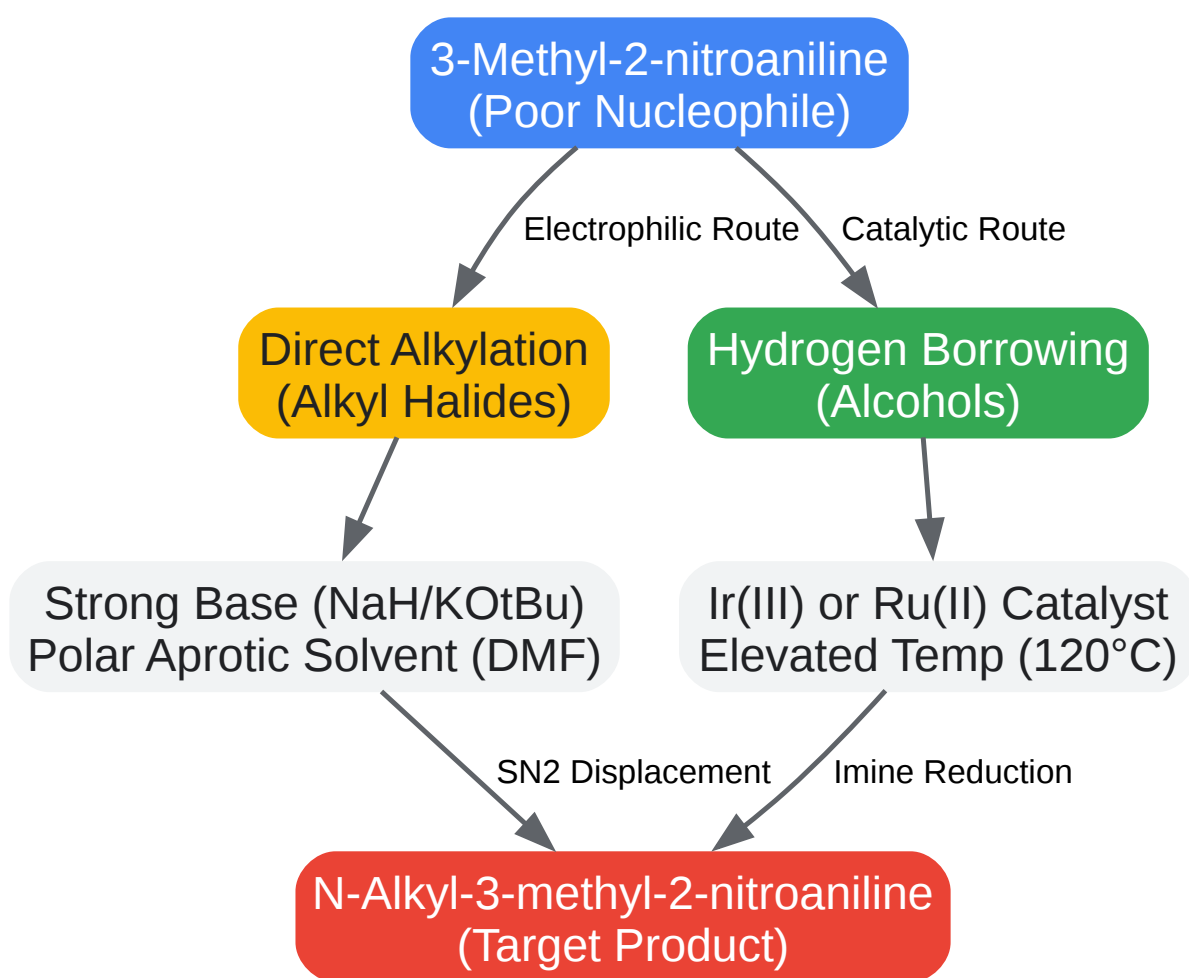 3-Methyl-2-nitroaniline
(Poor Nucleophile)
Electrophilic Route
Catalytic Route
Direct Alkylation
(Alkyl Halides)
Hydrogen Borrowing
(Alcohols)
Strong Base (NaH/KOtBu)
Polar Aprotic Solvent (DMF)
Ir(III) or Ru(II) Catalyst
Elevated Temp (120°C)
SN2 Displacement
Imine Reduction
N-Alkyl-3-methyl-2-nitroaniline
(Target Product)